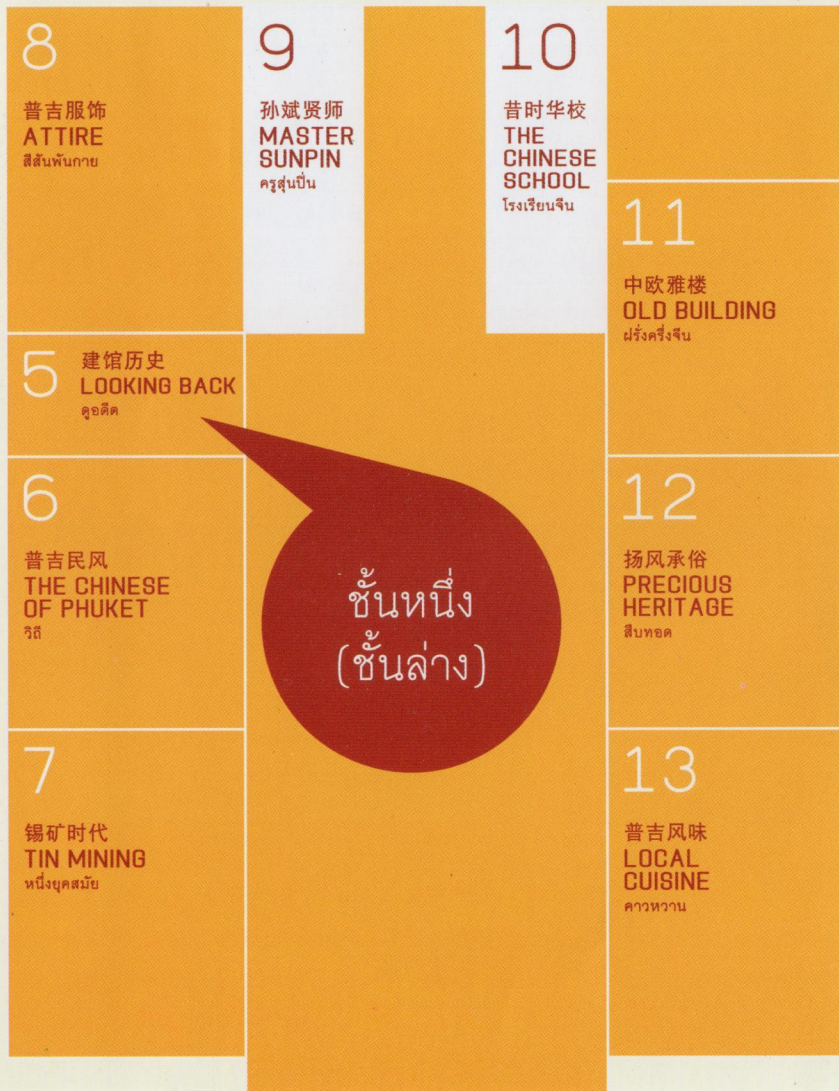 8
普吉服饰
ATTIRE
สีสันพันกาย
9
孙斌贤师
MASTER
SUNPIN
ครูสุ่นปิ่น
10
昔时华校
THE
CHINESE
SCHOOL
โรงเรียนจีน
11
中欧雅楼
OLD BUILDING
ฝรั่งครึ่งจีน
5
建馆历史
LOOKING BACK
ดูอดีต
6
普吉民风
THE CHINESE
OF PHUKET
วิถี
12
扬风承俗
PRECIOUS
HERITAGE
สืบทอด
ชั้นหนึ่ง
(ชั้นล่าง)
7
锡矿时代
TIN MINING
หนึ่งยุคสมัย
13
普吉风味
LOCAL
CUISINE
คาวหวาน